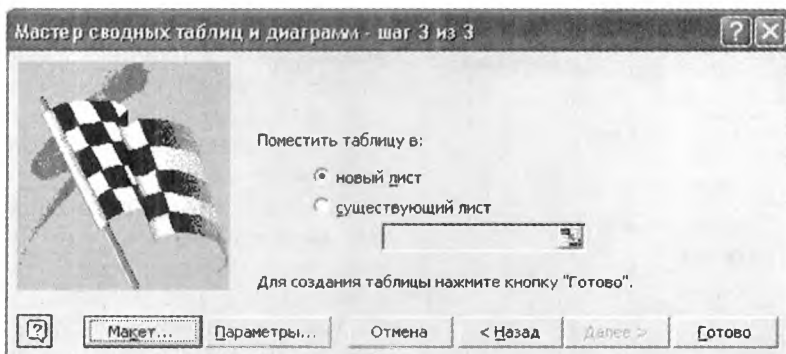 Мастер сводных таблиц и диаграмм - шаг 3 из 3
Поместить таблицу в:
новый лист
существующий лист
Для создания таблицы нажмите кнопку "Готово".
Макет... Параметры... Отмена < Назад Далее > Готово